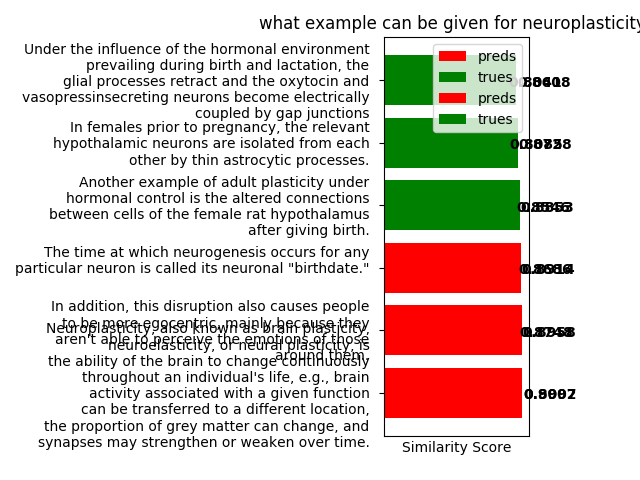 what example can be given for neuroplasticity
Under the influence of the hormonal environment
prevailing during birth and lactation, the
glial processes retract and the oxytocin and
vasopressinsecreting neurons become electrically
coupled by gap junctions
In females prior to pregnancy, the relevant
hypothalamic neurons are isolated from each
other by thin astrocytic processes.
Another example of adult plasticity under
hormonal control is the altered connections
between cells of the female rat hypothalamus
after giving birth.
The time at which neurogenesis occurs for any
particular neuron is called its neuronal "birthdate."
In addition, this disruption also causes people
to be more egocentric, mainly because they
aren't able to perceive the emotions of those
around them.
Neuroplasticity, also known as brain plasticity,
neuroelasticity, or neural plasticity, is
the ability of the brain to change continuously
throughout an individual's life, e.g., brain
activity associated with a given function
can be transferred to a different location,
the proportion of grey matter can change, and
synapses may strengthen or weaken over time.
preds
trues
preds
trues
Similarity Score